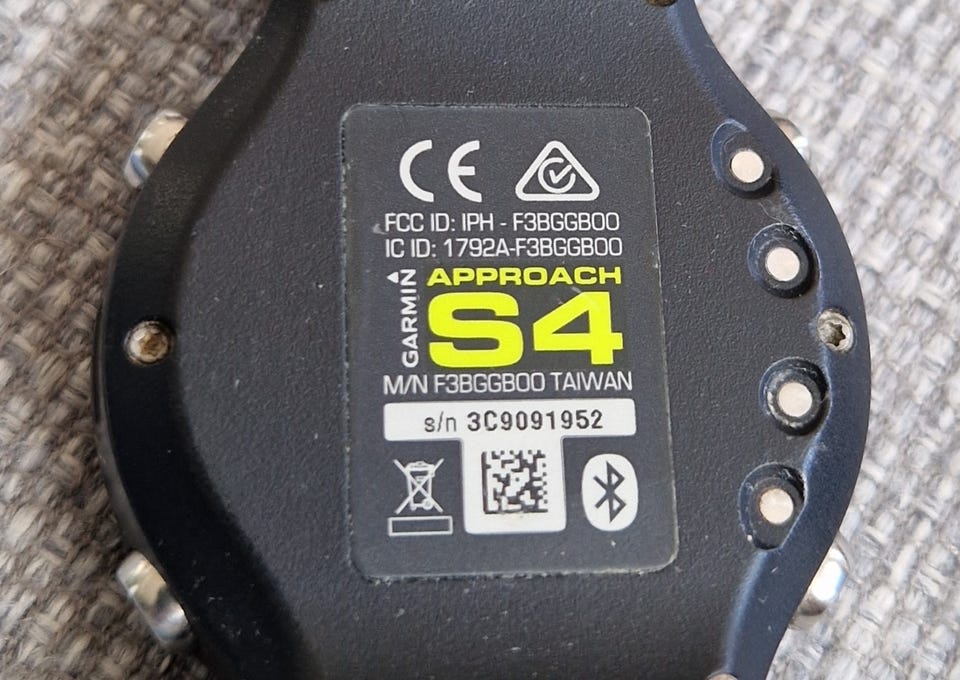 CE
FCC ID: IPH - F3BGGB00
IC ID: 1792A-F3BGGB00
GARMIN
APPROACH
S4
M/N F3BGGB00 TAIWAN
s/n 3C9091952